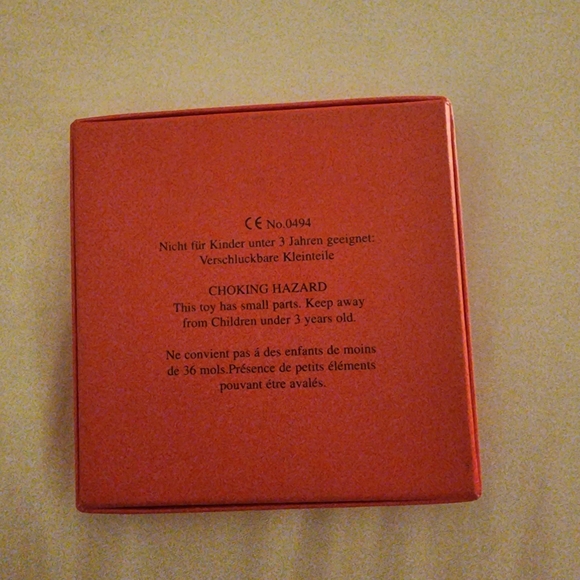 CE No.0494
Nicht für Kinder unter 3 Jahren geeignet:
Verschluckbare Kleinteile
CHOKING HAZARD
This toy has small parts. Keep away
from Children under 3 years old.
Ne convient pas á des enfants de moins
de 36 mols.Présence de petits éléments
pouvant étre avalés.